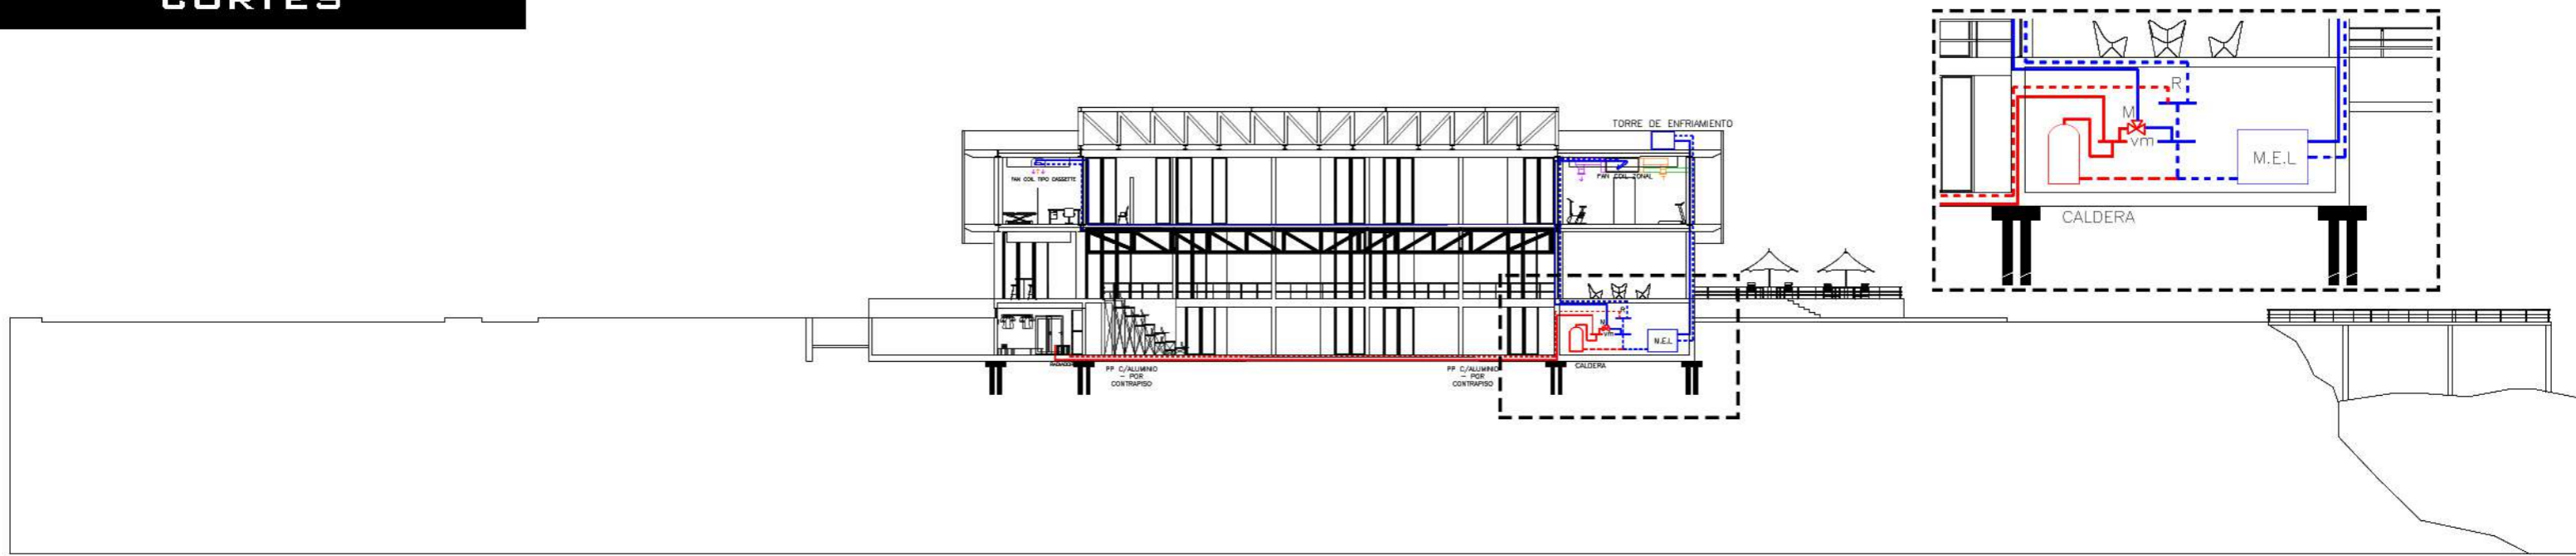 CORTES
TORRE DE ENFRIAMIENTO
FAN COIL TIPO CASSETTE
FAN COIL ZONAL
M
R
vm
M.E.L
CALDERA
PP C/ALUMINIO
- POR
CONTRAPISO
PP C/ALUMINIO
- POR
CONTRAPISO
M
R
vm
M.E.L
CALDERA